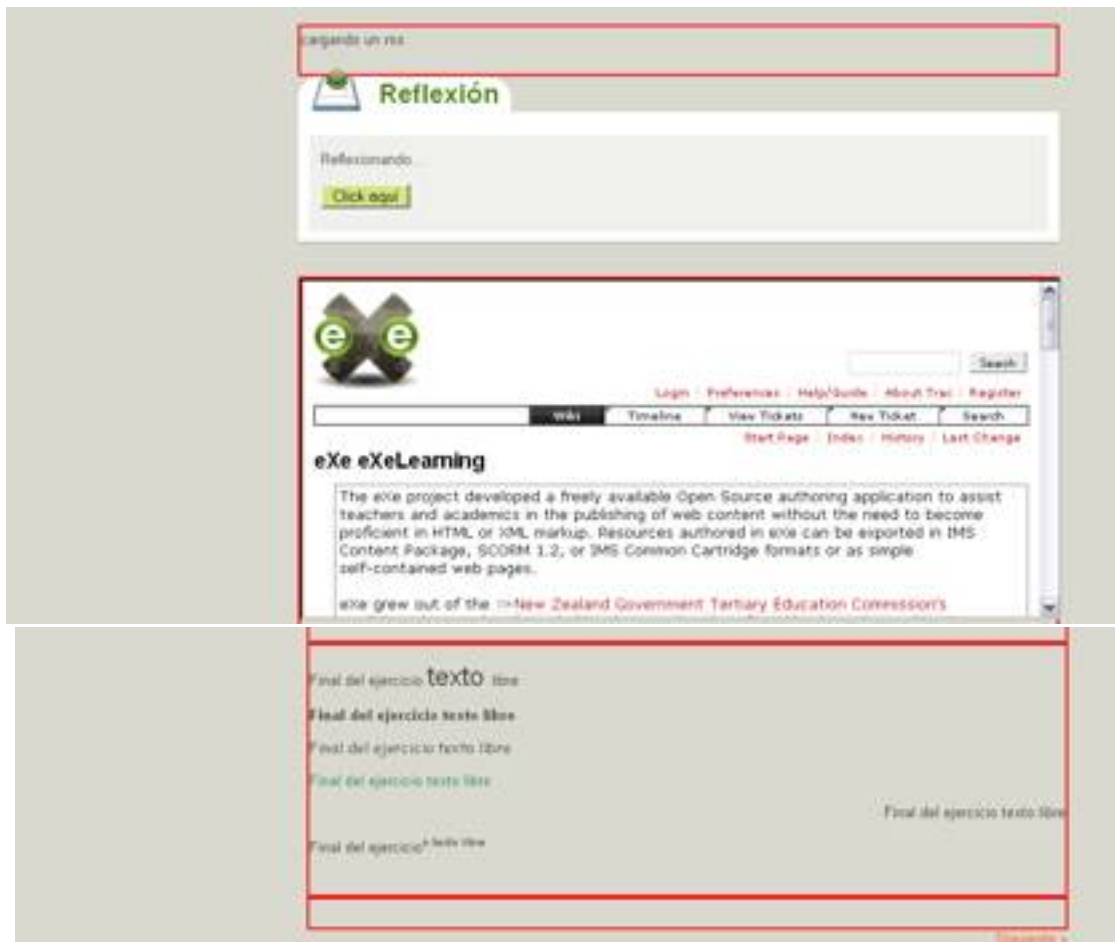 cargando un rss
Reflexión
Reflexionando...
Click aquí
e e
Search
Login Preferences Help/Guide About Trac Register
Wiki Timeline View Tickets New Ticket Search
Start Page Index History Last Change
eXe eXeLearning
The eXe project developed a freely available Open Source authoring application to assist
teachers and academics in the publishing of web content without the need to become
proficient in HTML or XML markup. Resources authored in eXe can be exported in IMS
Content Package, SCORM 1.2, or IMS Common Cartridge formats or as simple
self-contained web pages.
eXe grew out of the New Zealand Government Tertiary Education Commission's
Final del ejercicio texto libre
Final del ejercicio texto libre
Final del ejercicio texto libre
Final del ejercicio texto libre
Final del ejercicio texto libre
Final del ejercicio texto libre